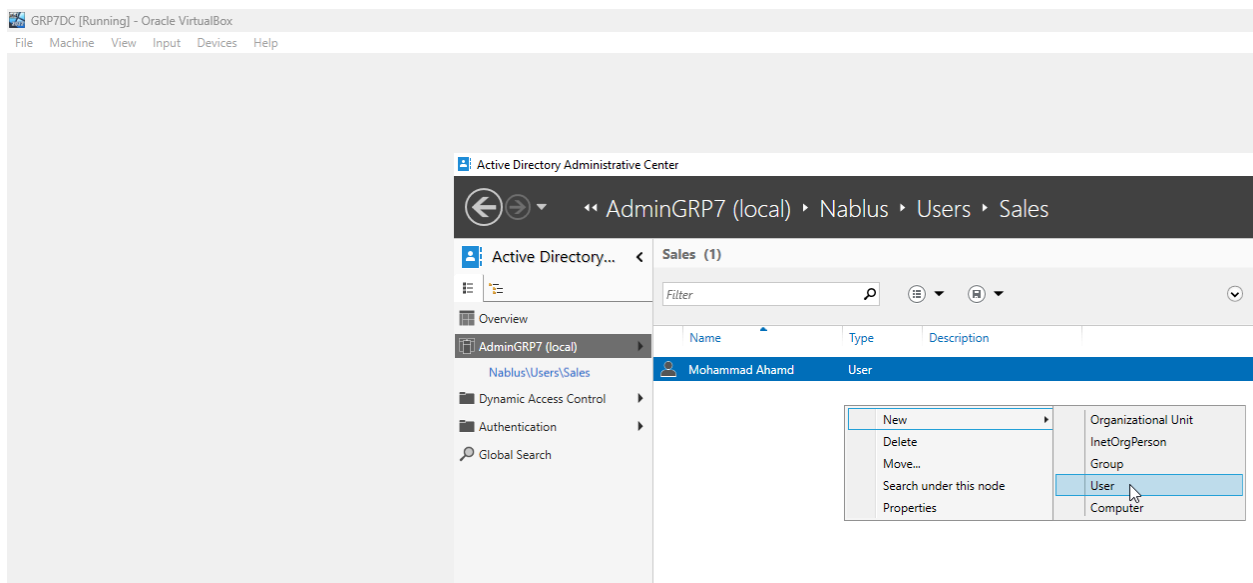 GRP7DC [Running] - Oracle VirtualBox
File Machine View Input Devices Help
Active Directory Administrative Center
AdminGRP7 (local) Nablus Users Sales
Active Directory...
Overview
AdminGRP7 (local)
Nablus\Users\Sales
Dynamic Access Control
Authentication
Global Search
Sales (1)
Filter
Name Type Description
Mohammad Ahamd User
New
Delete
Move...
Search under this node
Properties
Organizational Unit
InetOrgPerson
Group
User
Computer